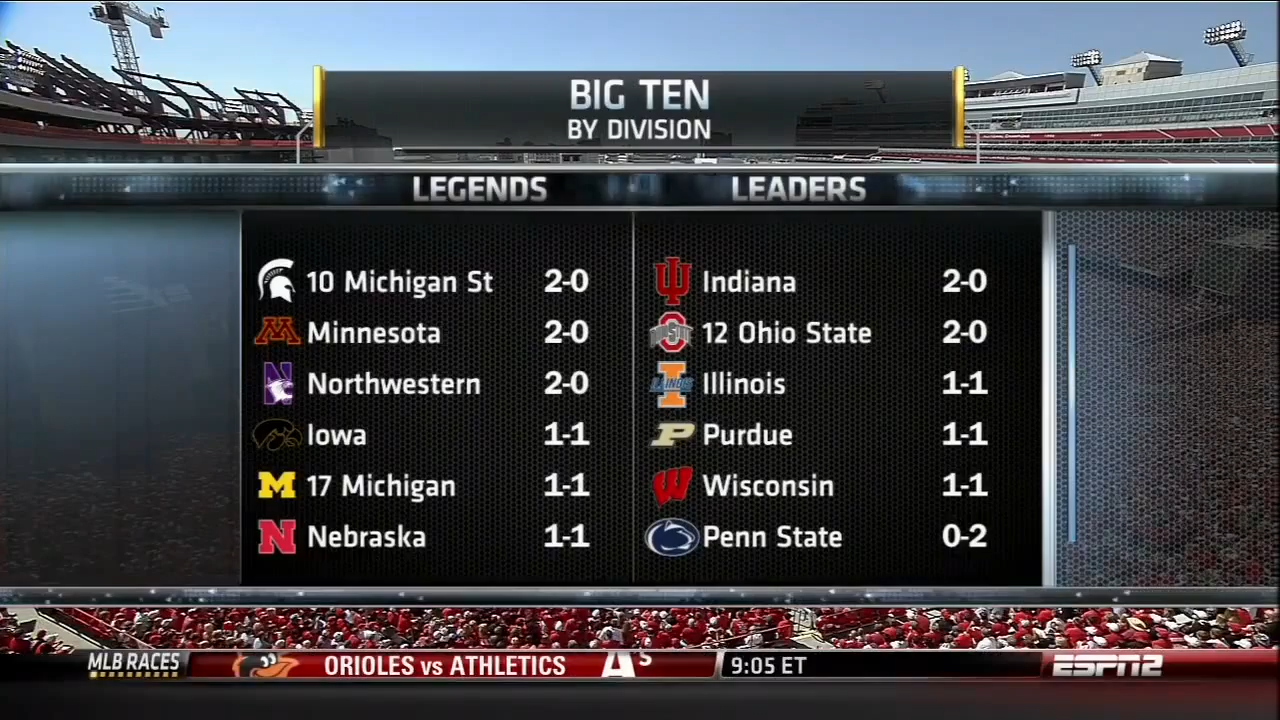 BIG TEN
BY DIVISION
LEGENDS LEADERS
10 Michigan St 2-0 Indiana 2-0
Minnesota 2-0 12 Ohio State 2-0
Northwestern 2-0 Illinois 1-1
Iowa 1-1 Purdue 1-1
17 Michigan 1-1 Wisconsin 1-1
Nebraska 1-1 Penn State 0-2
MLB RACES ORIOLES vs ATHLETICS A's 9:05 ET ESPN2